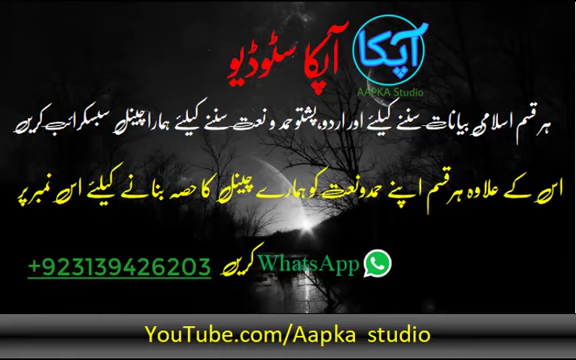 آپکا سٹوڈیو
آپکا
AAPKA Studio
ہر قسم اسلامی بیانات سننے کیلئے اور اردو، پشتو حمد و نعت سننے کیلئے ہمارا چینل سبسکرائب کریں
اس کے علاوہ ہر قسم اپنے حمد و نعت کو ہمارے چینل کا حصہ بنانے کیلئے اس نمبر پر
WhatsApp کریں +923139426203
YouTube.com/Aapka studio